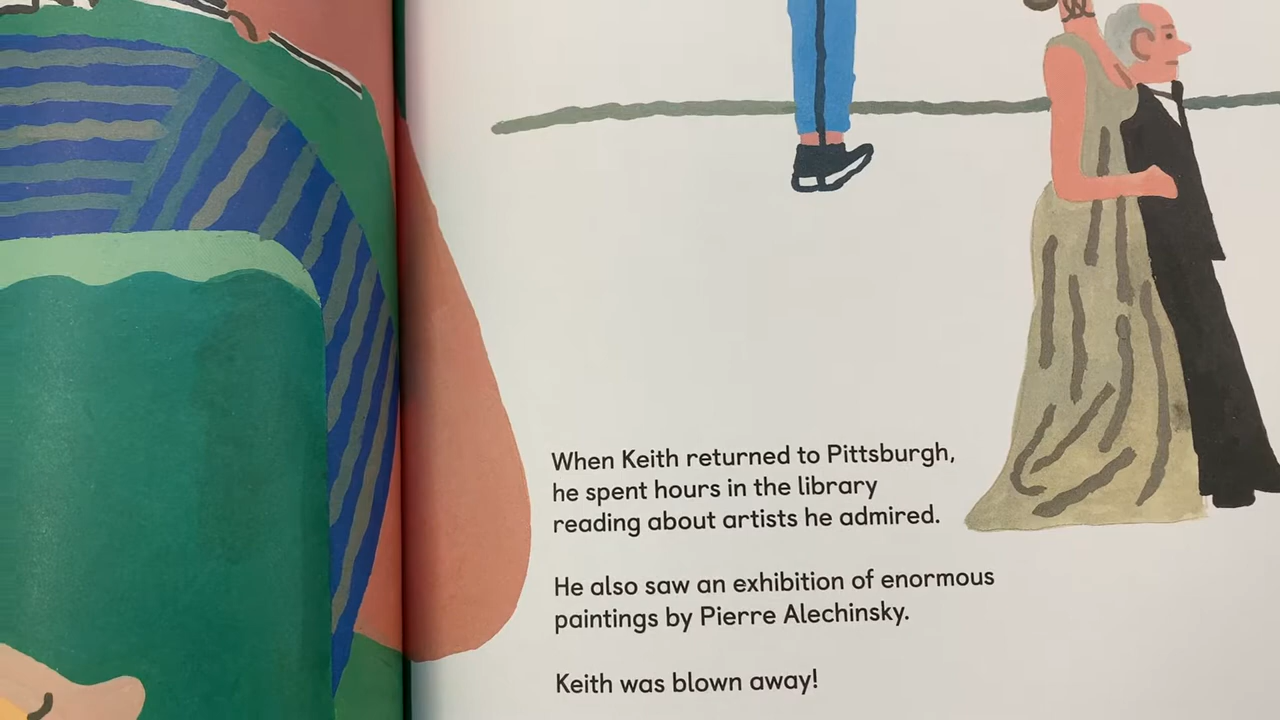 When Keith returned to Pittsburgh,
he spent hours in the library
reading about artists he admired.
He also saw an exhibition of enormous
paintings by Pierre Alechinsky.
Keith was blown away!